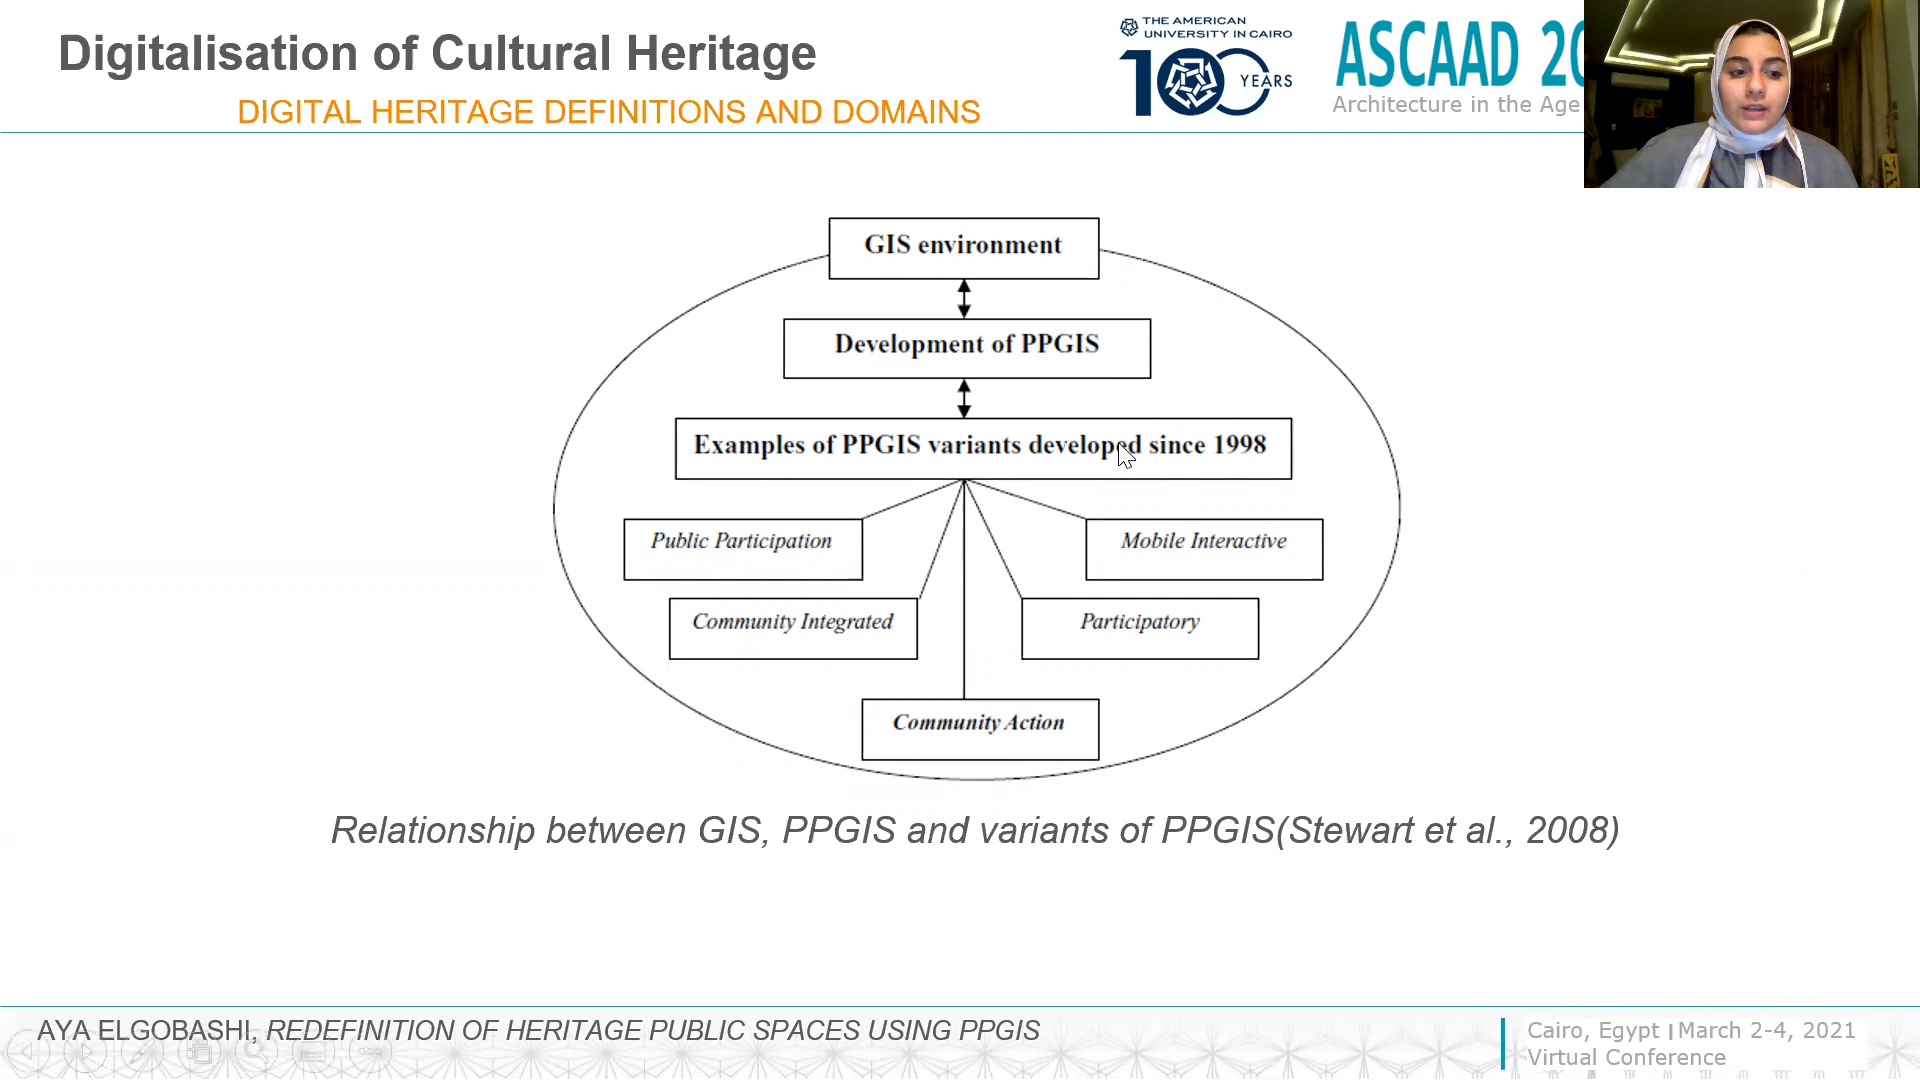 Digitalisation of Cultural Heritage
DIGITAL HERITAGE DEFINITIONS AND DOMAINS
THE AMERICAN
UNIVERSITY IN CAIRO
100 YEARS
ASCAAD 20
Architecture in the Age
GIS environment
Development of PPGIS
Examples of PPGIS variants developed since 1998
Public Participation
Mobile Interactive
Community Integrated
Participatory
Community Action
Relationship between GIS, PPGIS and variants of PPGIS(Stewart et al., 2008)
AYA ELGOBASHI, REDEFINITION OF HERITAGE PUBLIC SPACES USING PPGIS
Cairo, Egypt | March 2-4, 2021
Virtual Conference